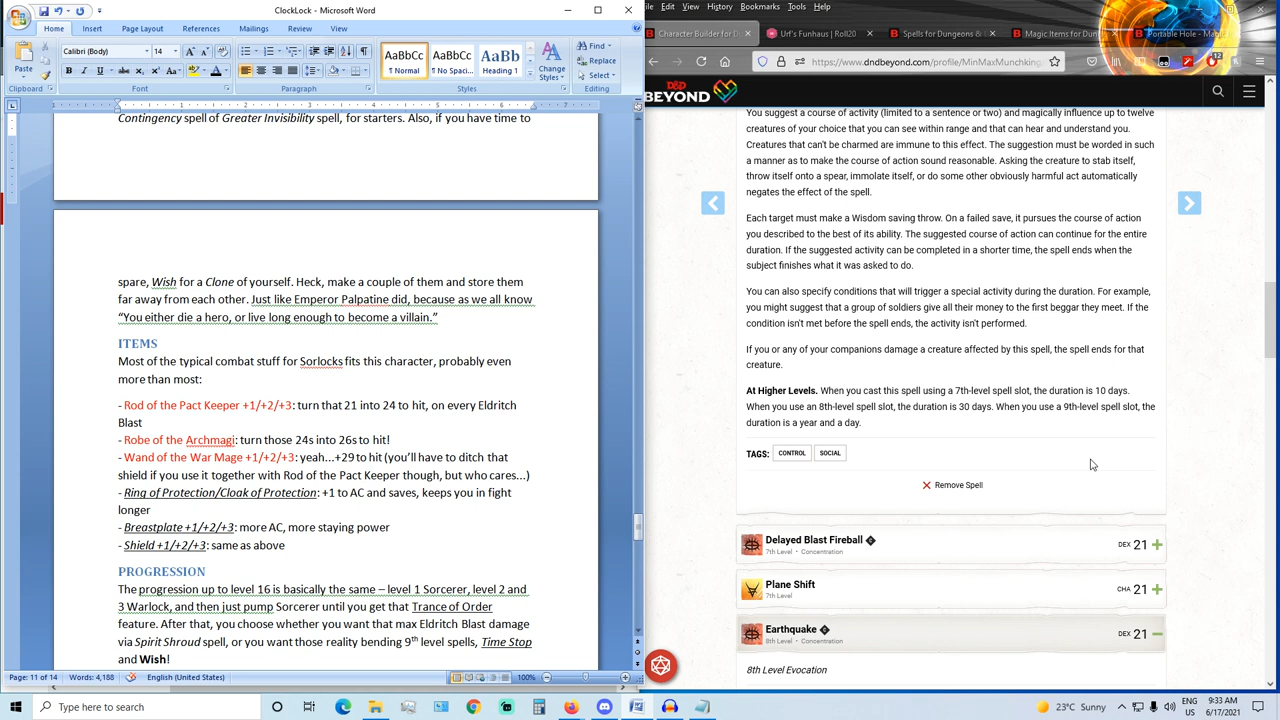 ClockLock - Microsoft Word
Home Insert Page Layout References Mailings Review View
Paste
Clipboard
Calibri (Body) 14
Font
Paragraph
AaBbCc AaBbCc AaBbC
¶ Normal ¶ No Spaci... Heading 1
Change Styles
Styles
Find
Replace
Select
Editing
Contingency spell of Greater Invisibility spell, for starters. Also, if you have time to
spare, Wish for a Clone of yourself. Heck, make a couple of them and store them
far away from each other. Just like Emperor Palpatine did, because as we all know
“You either die a hero, or live long enough to become a villain.”
ITEMS
Most of the typical combat stuff for Sorlocks fits this character, probably even
more than most:
- Rod of the Pact Keeper +1/+2/+3: turn that 21 into 24 to hit, on every Eldritch
Blast
- Robe of the Archmagi: turn those 24s into 26s to hit!
- Wand of the War Mage +1/+2/+3: yeah...+29 to hit (you’ll have to ditch that
shield if you use it together with Rod of the Pact Keeper though, but who cares...)
- Ring of Protection/Cloak of Protection: +1 to AC and saves, keeps you in fight
longer
- Breastplate +1/+2/+3: more AC, more staying power
- Shield +1/+2/+3: same as above
PROGRESSION
The progression up to level 16 is basically the same – level 1 Sorcerer, level 2 and
3 Warlock, and then just pump Sorcerer until you get that Trance of Order
feature. After that, you choose whether you want that max Eldritch Blast damage
via Spirit Shroud spell, or you want those reality bending 9th level spells, Time Stop
and Wish!
Page: 11 of 14 Words: 4,188 English (United States) 100%
File Edit View History Bookmarks Tools Help
Character Builder for D Urf's Funhaus | Roll20 Spells for Dungeons & D Magic Items for Dun Portable Hole - Magic
https://www.dndbeyond.com/profile/MinMaxMunchking
D&D BEYOND
You suggest a course of activity (limited to a sentence or two) and magically influence up to twelve
creatures of your choice that you can see within range and that can hear and understand you.
Creatures that can't be charmed are immune to this effect. The suggestion must be worded in such
a manner as to make the course of action sound reasonable. Asking the creature to stab itself,
throw itself onto a spear, immolate itself, or do some other obviously harmful act automatically
negates the effect of the spell.
Each target must make a Wisdom saving throw. On a failed save, it pursues the course of action
you described to the best of its ability. The suggested course of action can continue for the entire
duration. If the suggested activity can be completed in a shorter time, the spell ends when the
subject finishes what it was asked to do.
You can also specify conditions that will trigger a special activity during the duration. For example,
you might suggest that a group of soldiers give all their money to the first beggar they meet. If the
condition isn't met before the spell ends, the activity isn't performed.
If you or any of your companions damage a creature affected by this spell, the spell ends for that
creature.
At Higher Levels. When you cast this spell using a 7th-level spell slot, the duration is 10 days.
When you use an 8th-level spell slot, the duration is 30 days. When you use a 9th-level spell slot, the
duration is a year and a day.
TAGS: CONTROL SOCIAL
Remove Spell
Delayed Blast Fireball
7th Level • Concentration
DEX 21
Plane Shift
7th Level
CHA 21
Earthquake
8th Level • Concentration
DEX 21
8th Level Evocation
Type here to search
23°C Sunny
ENG
US
9:33 AM
6/17/2021